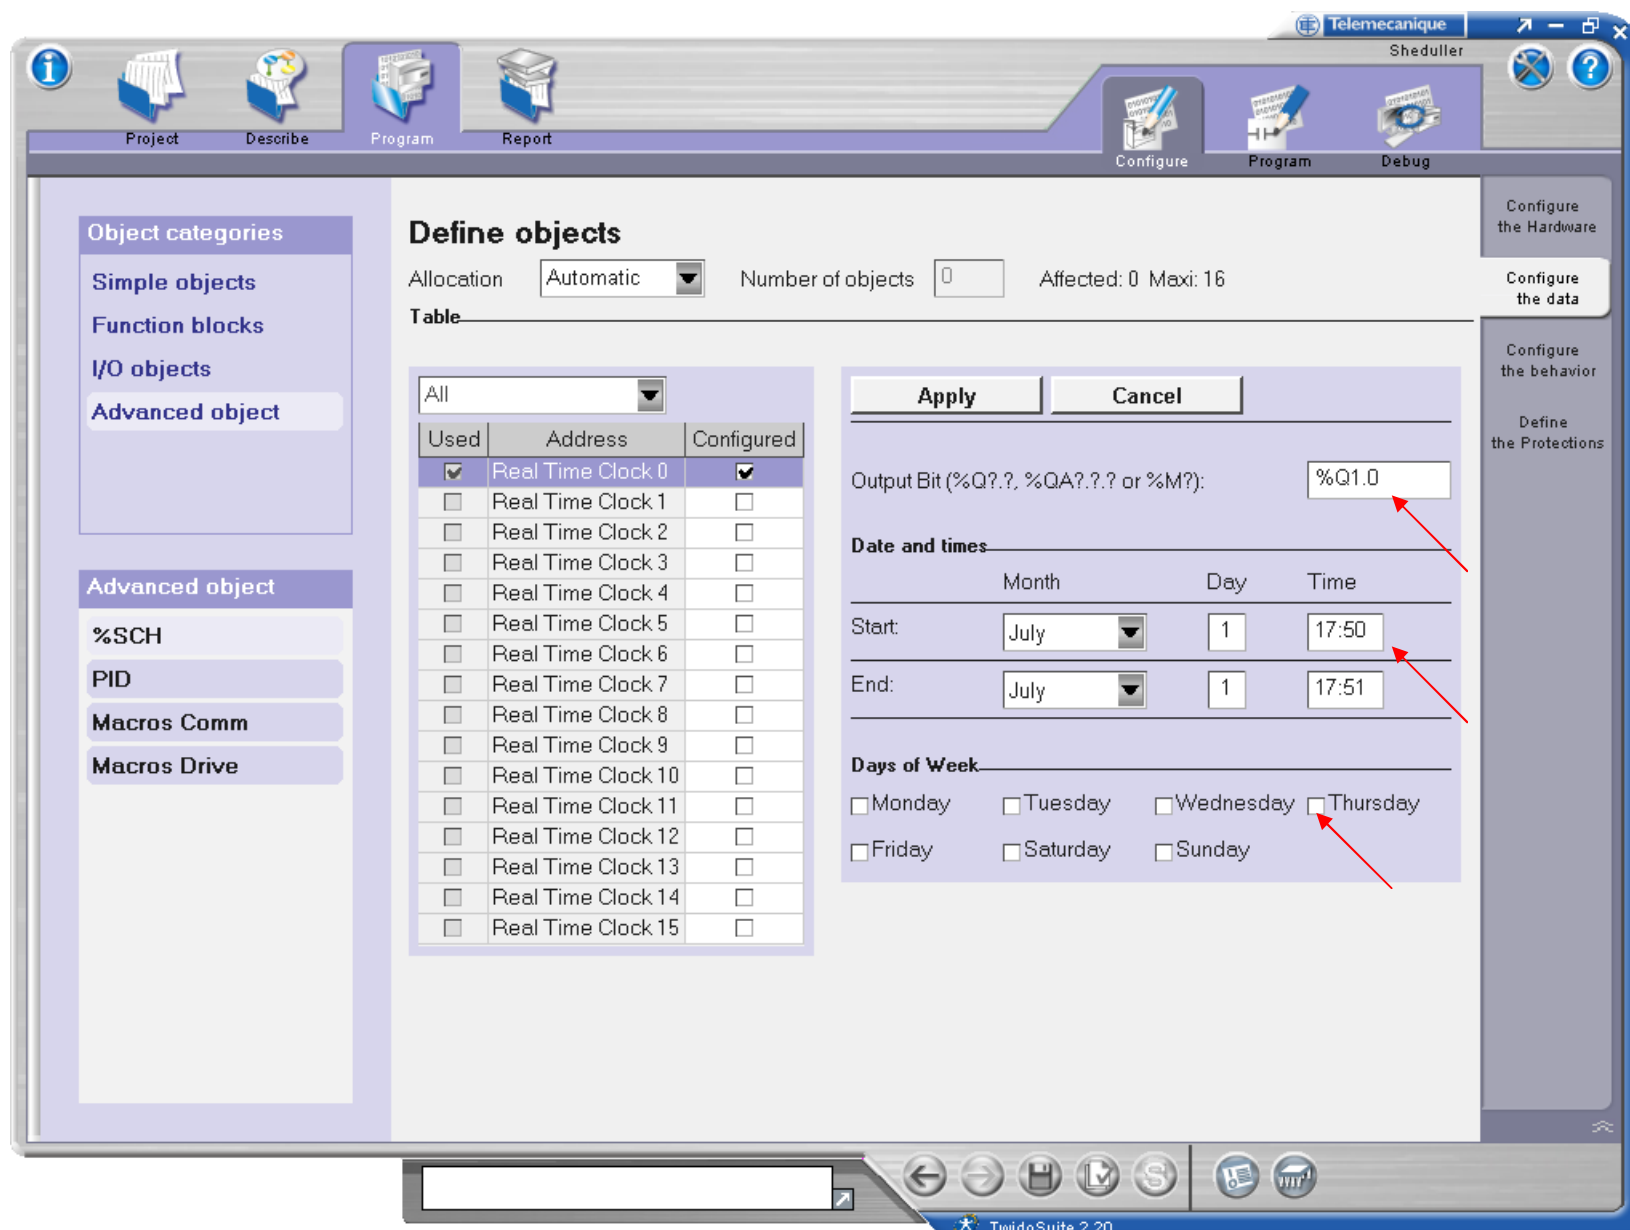 Telemecanique
Sheduller
Project
Describe
Program
Report
Configure
Program
Debug
Configure
the Hardware
Configure
the data
Configure
the behavior
Define
the Protections
Object categories
Simple objects
Function blocks
I/O objects
Advanced object
Advanced object
%SCH
PID
Macros Comm
Macros Drive
Define objects
Allocation Automatic Number of objects 0 Affected: 0 Maxi: 16
Table
All
Used Address Configured
Real Time Clock 0
Real Time Clock 1
Real Time Clock 2
Real Time Clock 3
Real Time Clock 4
Real Time Clock 5
Real Time Clock 6
Real Time Clock 7
Real Time Clock 8
Real Time Clock 9
Real Time Clock 10
Real Time Clock 11
Real Time Clock 12
Real Time Clock 13
Real Time Clock 14
Real Time Clock 15
Apply Cancel
Output Bit (%Q?.?, %QA?.?.? or %M?): %Q1.0
Date and times
Month Day Time
Start: July 1 17:50
End: July 1 17:51
Days of Week
Monday Tuesday Wednesday Thursday
Friday Saturday Sunday
TwidoSuite 2.20